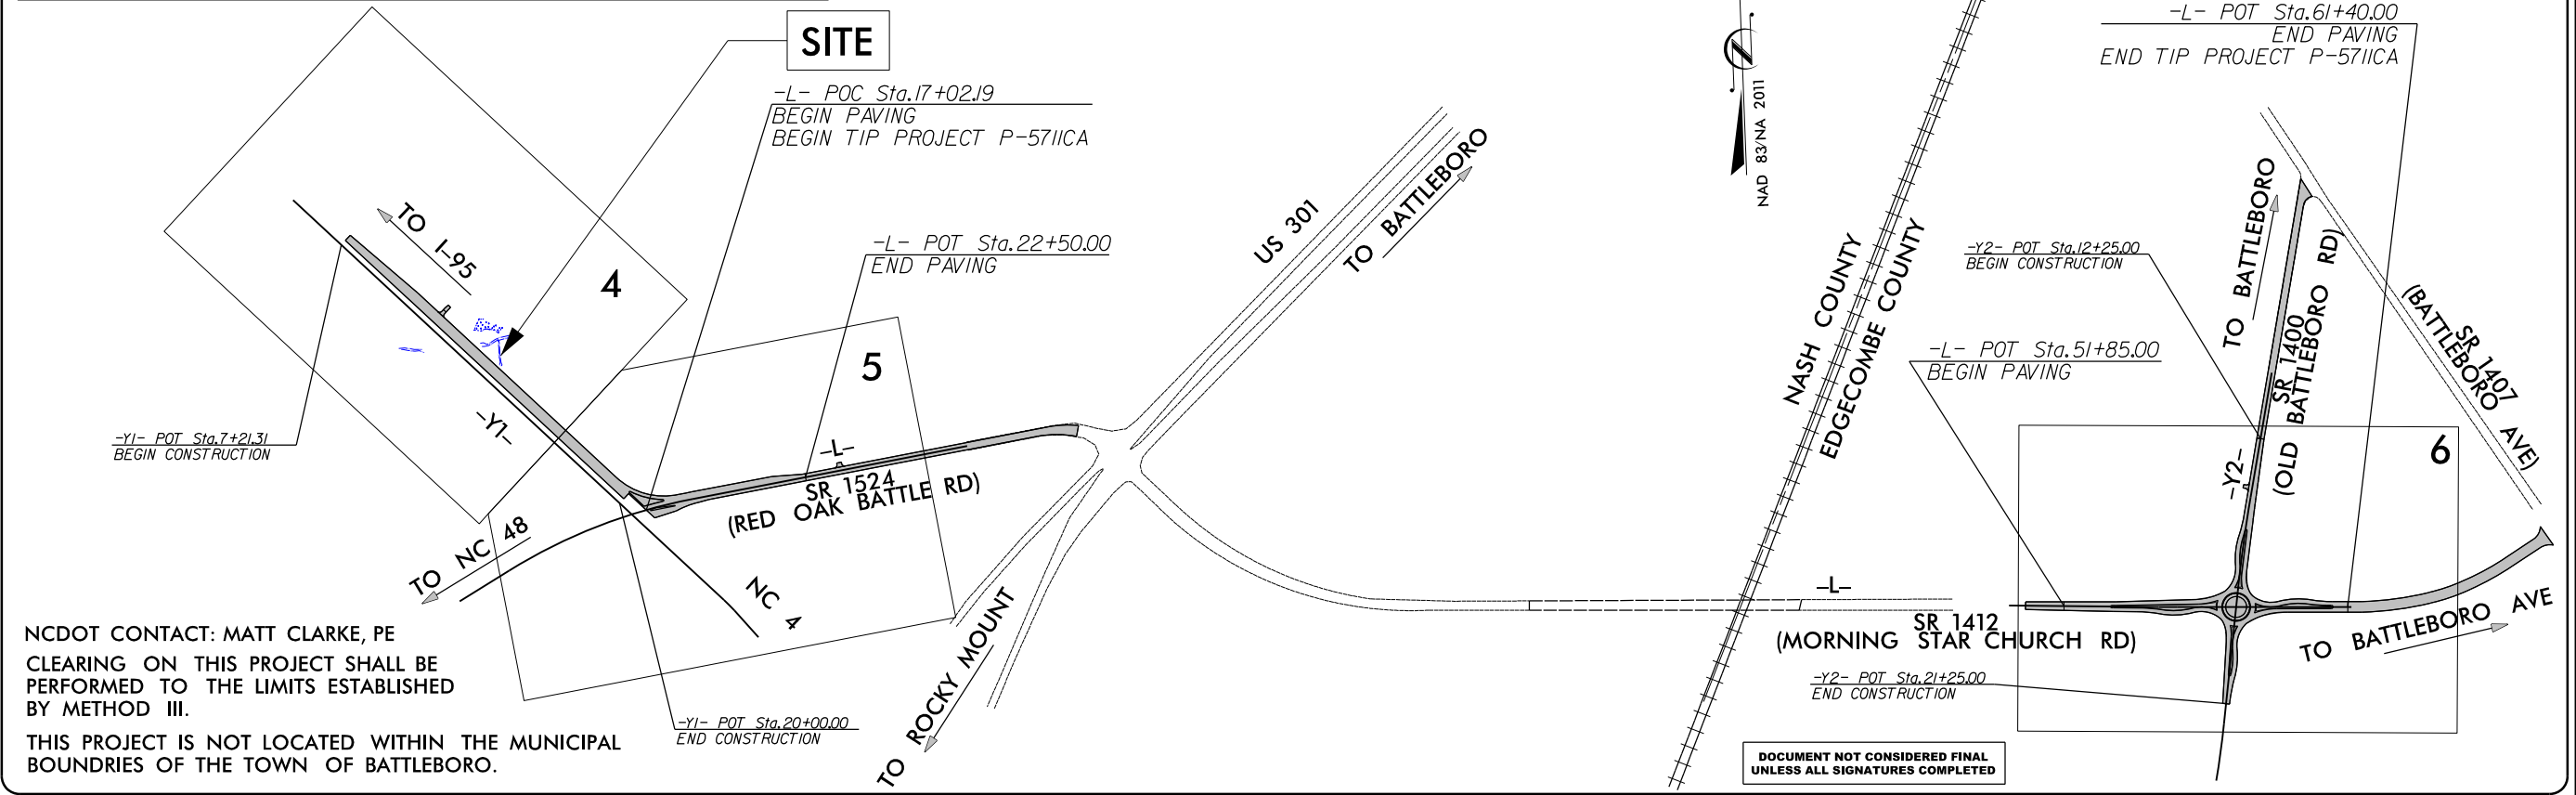 SITE
-L- POC Sta.17+02.19
BEGIN PAVING
BEGIN TIP PROJECT P-5711CA
-L- POT Sta.61+40.00
END PAVING
END TIP PROJECT P-5711CA
NAD 83/NA 2011
TO I-95
4
-L- POT Sta.22+50.00
END PAVING
US 301
TO BATTLEBORO
NASH COUNTY
EDGECOMBE COUNTY
-Y2- POT Sta.12+25.00
BEGIN CONSTRUCTION
TO BATTLEBORO
SR 1400
(OLD BATTLEBORO RD)
SR 1407
(BATTLEBORO AVE)
-L- POT Sta.51+85.00
BEGIN PAVING
5
-Y1-
-Y1- POT Sta.7+21.31
BEGIN CONSTRUCTION
-L-
SR 1524
(RED OAK BATTLE RD)
6
-Y2-
TO NC 48
NC 4
-L-
SR 1412
(MORNING STAR CHURCH RD)
TO BATTLEBORO AVE
TO ROCKY MOUNT
-Y2- POT Sta.21+25.00
END CONSTRUCTION
-Y1- POT Sta.20+00.00
END CONSTRUCTION
NCDOT CONTACT: MATT CLARKE, PE
CLEARING ON THIS PROJECT SHALL BE
PERFORMED TO THE LIMITS ESTABLISHED
BY METHOD III.
THIS PROJECT IS NOT LOCATED WITHIN THE MUNICIPAL
BOUNDRIES OF THE TOWN OF BATTLEBORO.
DOCUMENT NOT CONSIDERED FINAL
UNLESS ALL SIGNATURES COMPLETED